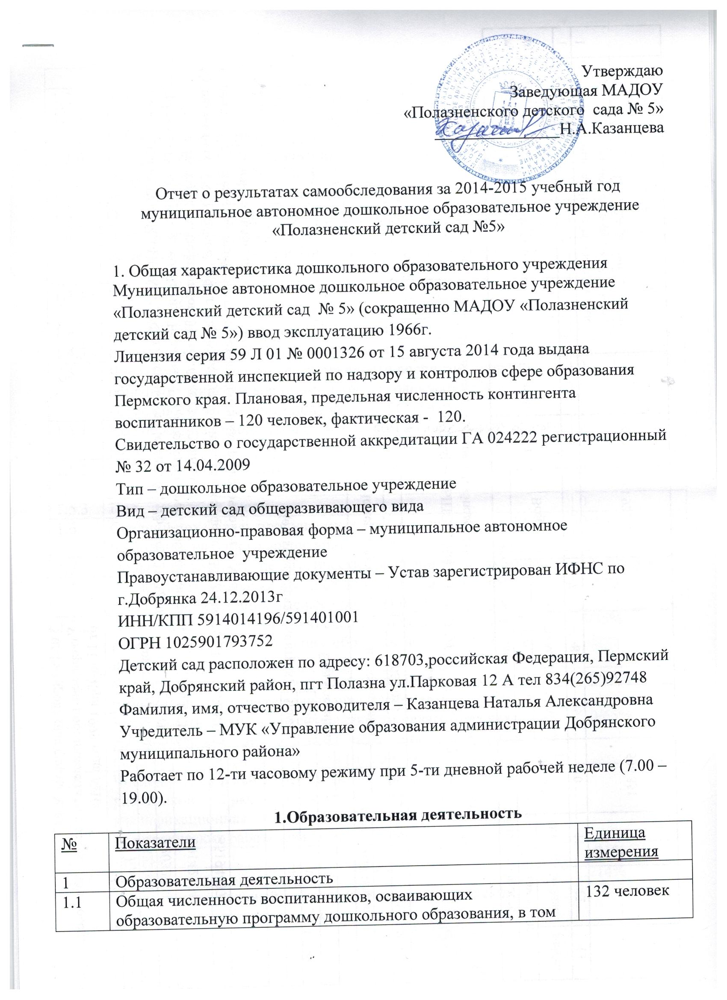 Утверждаю
Заведующая МАДОУ
«Полазненского детского сада № 5»
Н.А.Казанцева
Отчет о результатах самообследования за 2014-2015 учебный год
муниципальное автономное дошкольное образовательное учреждение
«Полазненский детский сад №5»
1. Общая характеристика дошкольного образовательного учреждения
Муниципальное автономное дошкольное образовательное учреждение
«Полазненский детский сад № 5» (сокращенно МАДОУ «Полазненский
детский сад № 5») ввод эксплуатацию 1966г.
Лицензия серия 59 Л 01 № 0001326 от 15 августа 2014 года выдана
государственной инспекцией по надзору и контролюв сфере образования
Пермского края. Плановая, предельная численность контингента
воспитанников – 120 человек, фактическая - 120.
Свидетельство о государственной аккредитации ГА 024222 регистрационный
№ 32 от 14.04.2009
Тип – дошкольное образовательное учреждение
Вид – детский сад общеразвивающего вида
Организационно-правовая форма – муниципальное автономное
образовательное учреждение
Правоустанавливающие документы – Устав зарегистрирован ИФНС по
г.Добрянка 24.12.2013г
ИНН/КПП 5914014196/591401001
ОГРН 1025901793752
Детский сад расположен по адресу: 618703,российская Федерация, Пермский
край, Добрянский район, пгт Полазна ул.Парковая 12 А тел 834(265)92748
Фамилия, имя, отчество руководителя – Казанцева Наталья Александровна
Учредитель – МУК «Управление образования администрации Добрянского
муниципального района»
Работает по 12-ти часовому режиму при 5-ти дневной рабочей неделе (7.00 –
19.00).
1.Образовательная деятельность
№ Показатели Единица
измерения
1 Образовательная деятельность
1.1 Общая численность воспитанников, осваивающих 132 человек
образовательную программу дошкольного образования, в том